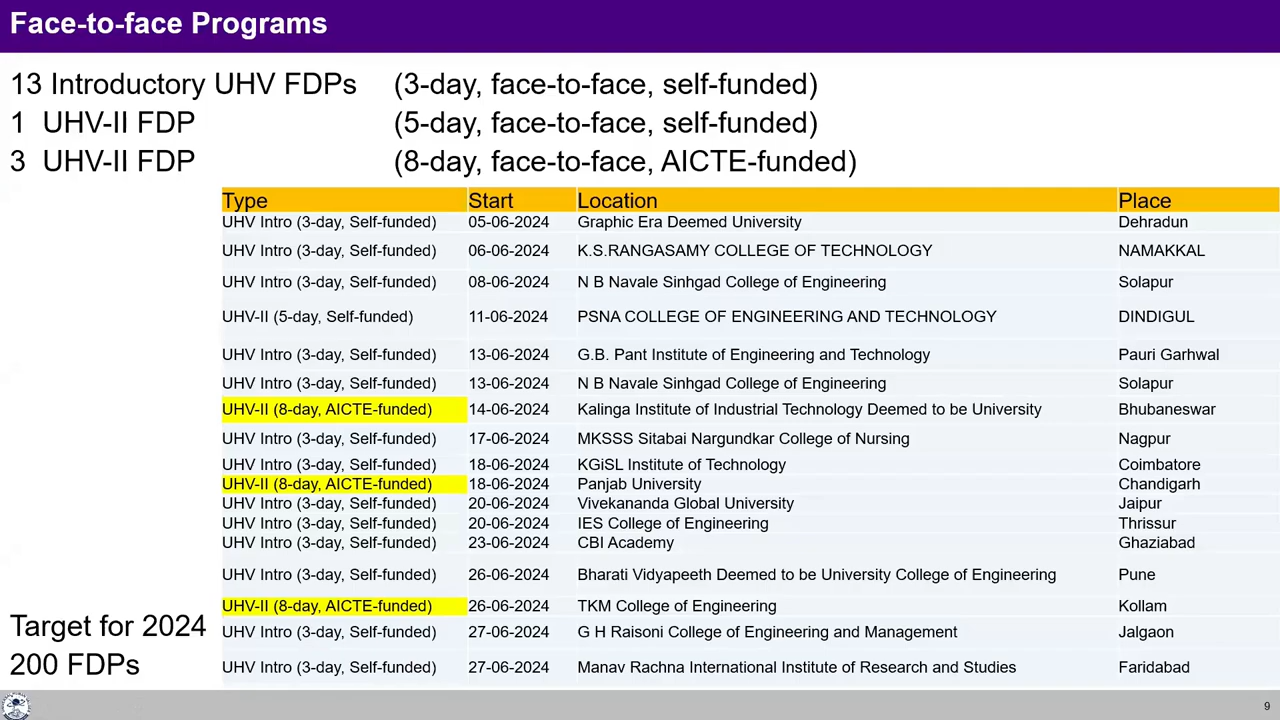 Face-to-face Programs
13 Introductory UHV FDPs (3-day, face-to-face, self-funded)
1 UHV-II FDP (5-day, face-to-face, self-funded)
3 UHV-II FDP (8-day, face-to-face, AICTE-funded)
Type Start Location Place
UHV Intro (3-day, Self-funded) 05-06-2024 Graphic Era Deemed University Dehradun
UHV Intro (3-day, Self-funded) 06-06-2024 K.S.RANGASAMY COLLEGE OF TECHNOLOGY NAMAKKAL
UHV Intro (3-day, Self-funded) 08-06-2024 N B Navale Sinhgad College of Engineering Solapur
UHV-II (5-day, Self-funded) 11-06-2024 PSNA COLLEGE OF ENGINEERING AND TECHNOLOGY DINDIGUL
UHV Intro (3-day, Self-funded) 13-06-2024 G.B. Pant Institute of Engineering and Technology Pauri Garhwal
UHV Intro (3-day, Self-funded) 13-06-2024 N B Navale Sinhgad College of Engineering Solapur
UHV-II (8-day, AICTE-funded) 14-06-2024 Kalinga Institute of Industrial Technology Deemed to be University Bhubaneswar
UHV Intro (3-day, Self-funded) 17-06-2024 MKSSS Sitabai Nargundkar College of Nursing Nagpur
UHV Intro (3-day, Self-funded) 18-06-2024 KGiSL Institute of Technology Coimbatore
UHV-II (8-day, AICTE-funded) 18-06-2024 Panjab University Chandigarh
UHV Intro (3-day, Self-funded) 20-06-2024 Vivekananda Global University Jaipur
UHV Intro (3-day, Self-funded) 20-06-2024 IES College of Engineering Thrissur
UHV Intro (3-day, Self-funded) 23-06-2024 CBI Academy Ghaziabad
UHV Intro (3-day, Self-funded) 26-06-2024 Bharati Vidyapeeth Deemed to be University College of Engineering Pune
UHV-II (8-day, AICTE-funded) 26-06-2024 TKM College of Engineering Kollam
UHV Intro (3-day, Self-funded) 27-06-2024 G H Raisoni College of Engineering and Management Jalgaon
UHV Intro (3-day, Self-funded) 27-06-2024 Manav Rachna International Institute of Research and Studies Faridabad
Target for 2024
200 FDPs
9